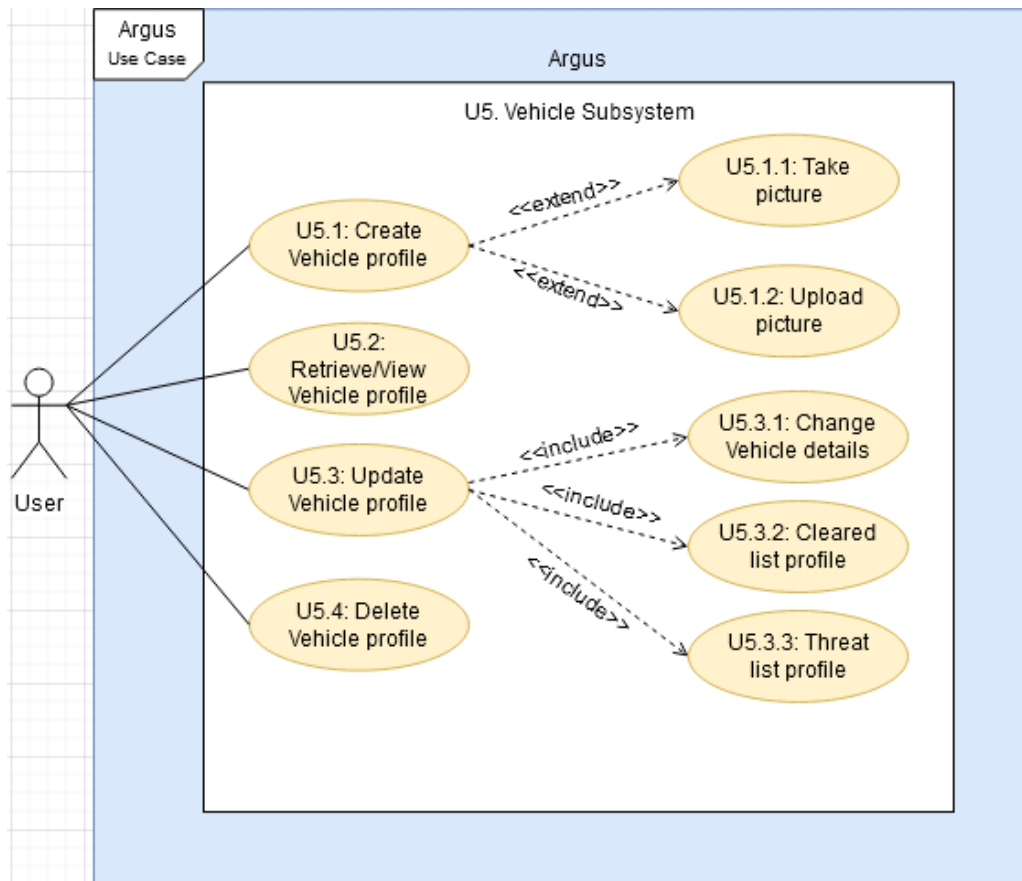 Argus
Use Case
Argus
U5. Vehicle Subsystem
U5.1: Create
Vehicle profile
<<extend>>
U5.1.1: Take
picture
<<extend>>
U5.1.2: Upload
picture
U5.2:
Retrieve/View
Vehicle profile
User
U5.3: Update
Vehicle profile
<<include>>
U5.3.1: Change
Vehicle details
<<include>>
U5.3.2: Cleared
list profile
<<include>>
U5.3.3: Threat
list profile
U5.4: Delete
Vehicle profile